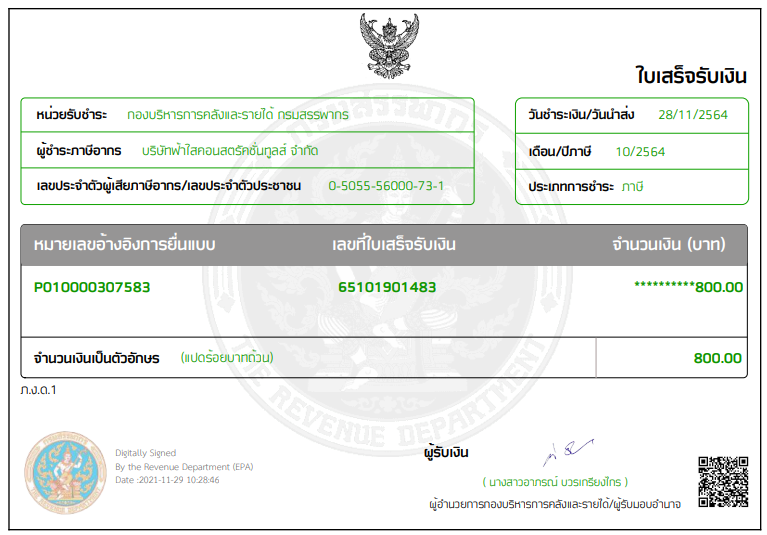 ใบเสร็จรับเงิน
หน่วยรับชำระ กองบริหารการคลังและรายได้ กรมสรรพากร
วันชำระเงิน/วันนำส่ง 28/11/2564
ผู้ชำระภาษีอากร บริษัทฟ้าใสคอนสตรัคชั่นทูลส์ จำกัด
เดือน/ปีภาษี 10/2564
เลขประจำตัวผู้เสียภาษีอากร/เลขประจำตัวประชาชน 0-5055-56000-73-1
ประเภทการชำระ ภาษี
หมายเลขอ้างอิงการยื่นแบบ เลขที่ใบเสร็จรับเงิน จำนวนเงิน (บาท)
P010000307583 65101901483 **********800.00
จำนวนเงินเป็นตัวอักษร (แปดร้อยบาทถ้วน) 800.00
ภ.ง.ด.1
กรมสรรพากร
THE REVENUE DEPARTMENT
Digitally Signed
By the Revenue Department (EPA)
Date :2021-11-29 10:28:46
ผู้รับเงิน
( นางสาวอาภรณ์ บวรเกรียงไกร )
ผู้อำนวยการกองบริหารการคลังและรายได้/ผู้รับมอบอำนาจ